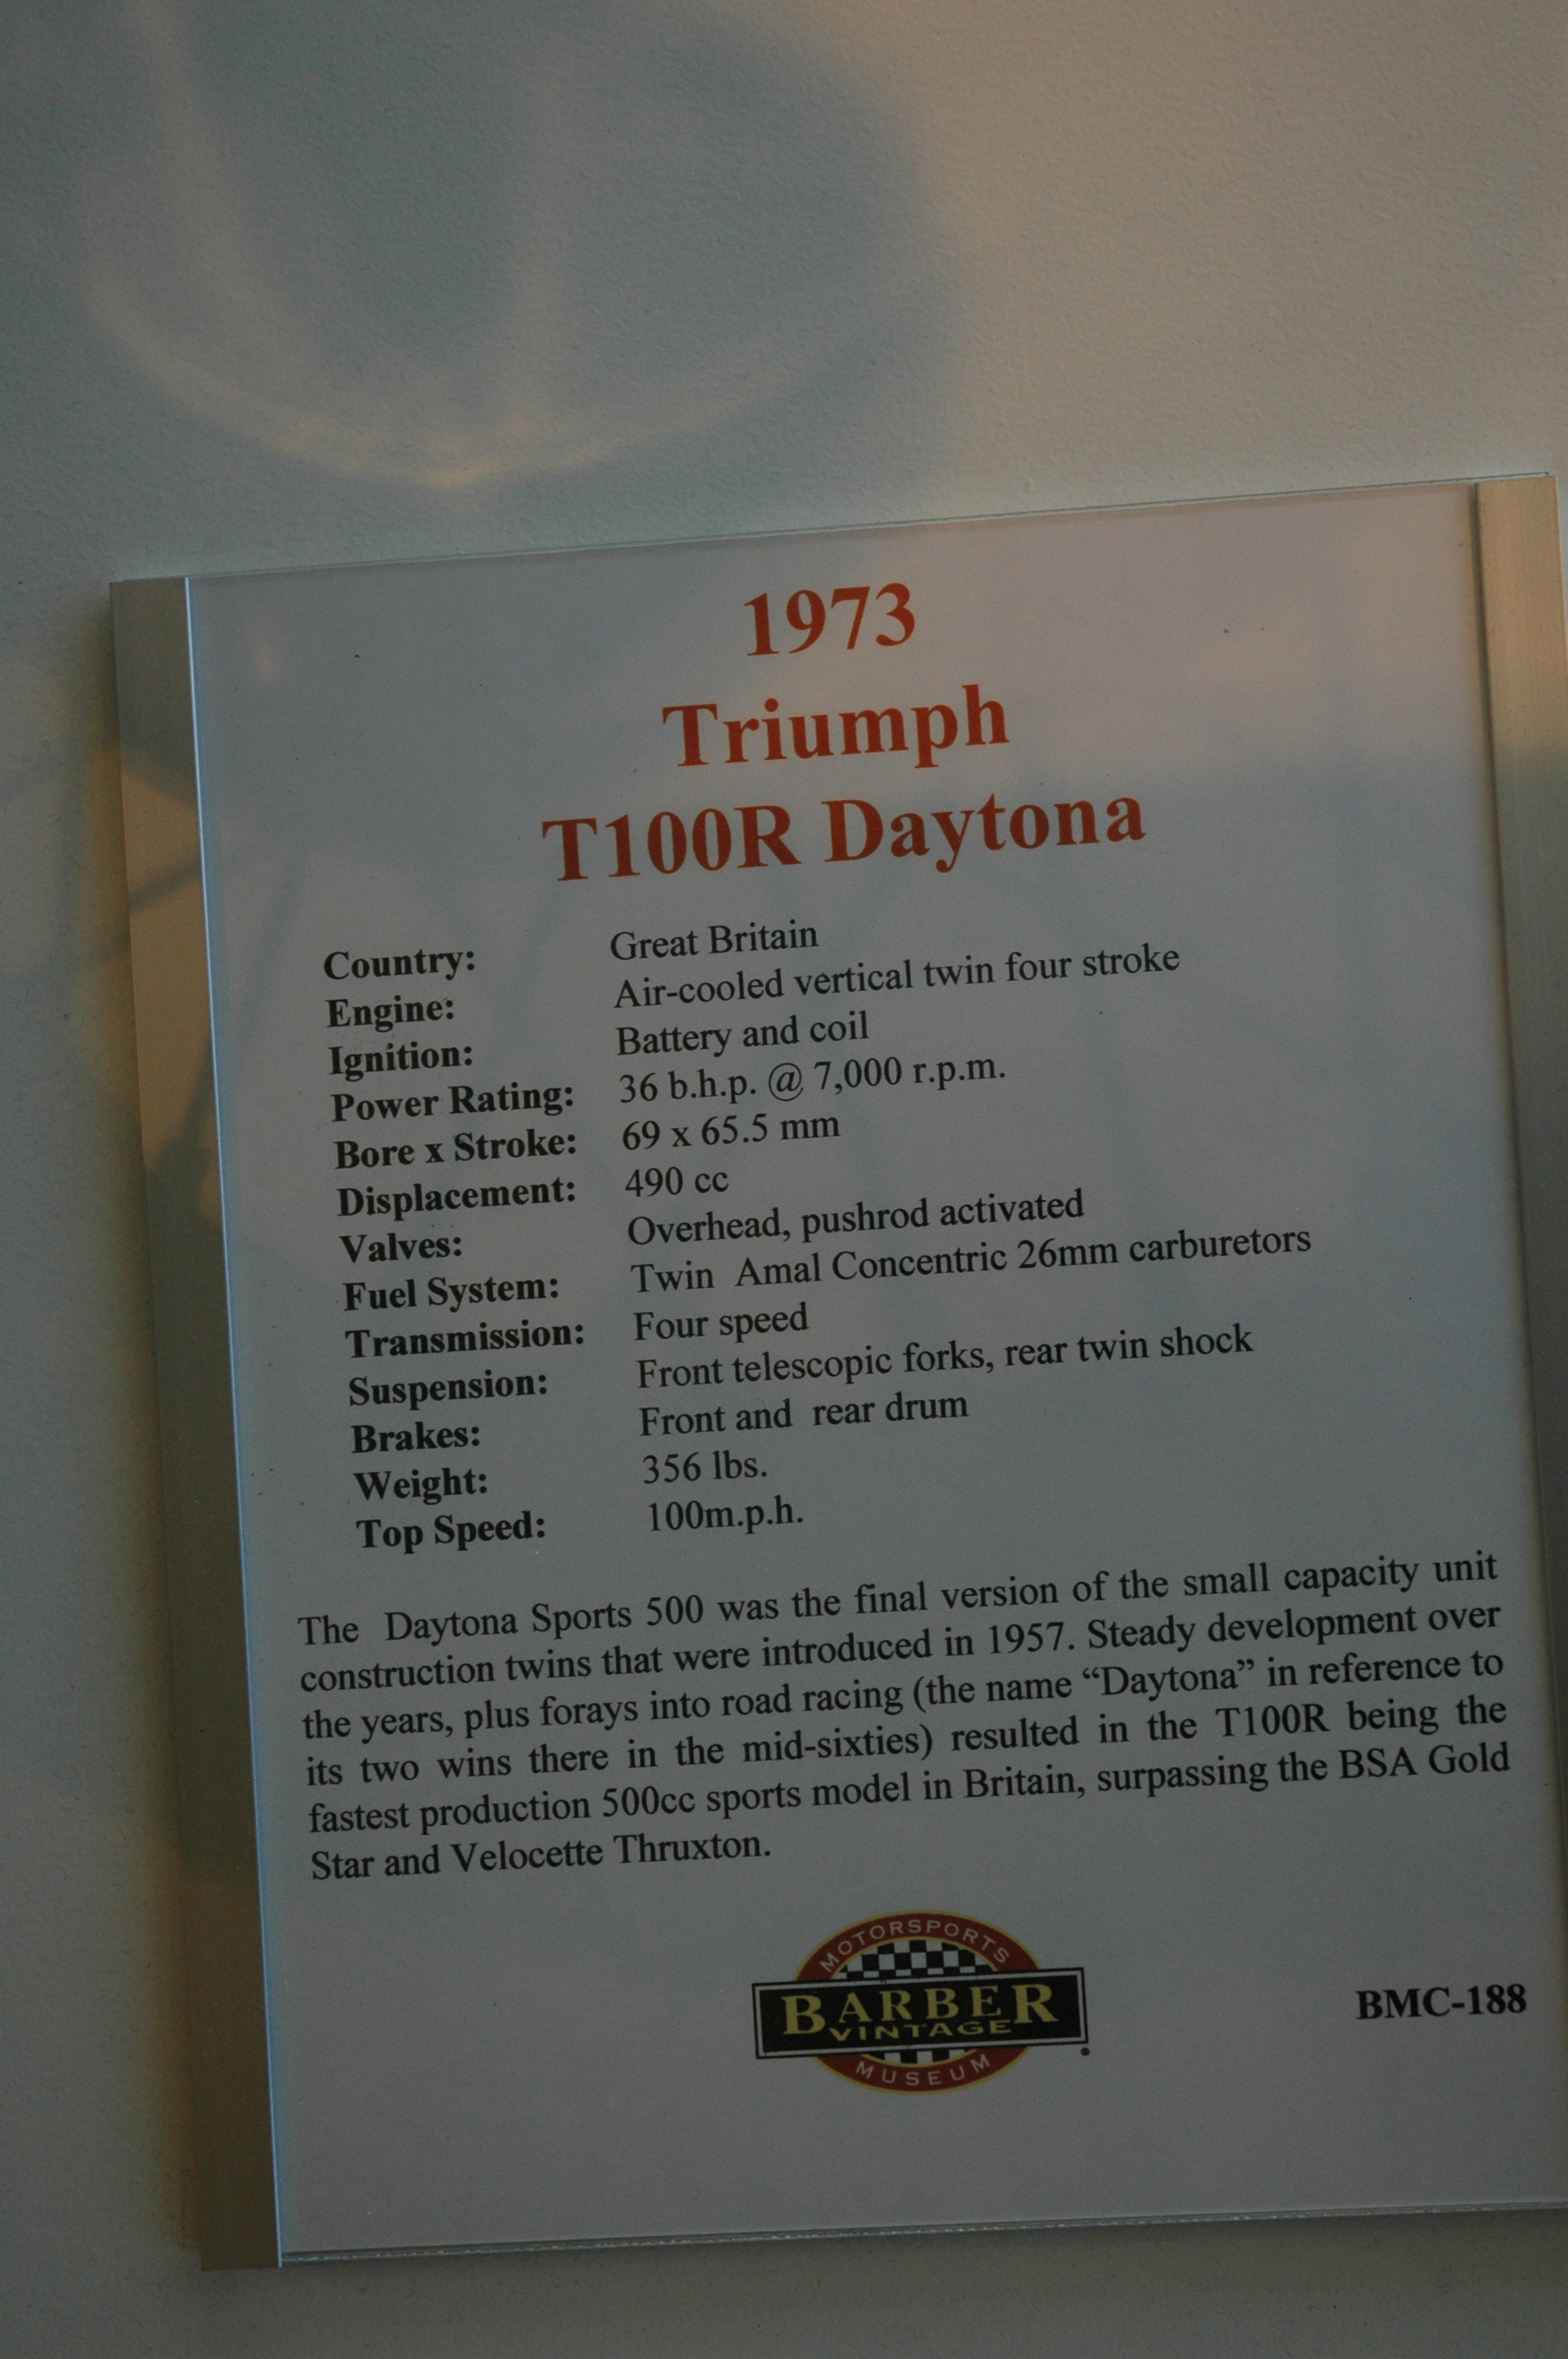 1973
Triumph
T100R Daytona
Country: Great Britain
Engine: Air-cooled vertical twin four stroke
Ignition: Battery and coil
Power Rating: 36 b.h.p. @ 7,000 r.p.m.
Bore x Stroke: 69 x 65.5 mm
Displacement: 490 cc
Valves: Overhead, pushrod activated
Fuel System: Twin Amal Concentric 26mm carburetors
Transmission: Four speed
Suspension: Front telescopic forks, rear twin shock
Brakes: Front and rear drum
Weight: 356 lbs.
Top Speed: 100m.p.h.
The Daytona Sports 500 was the final version of the small capacity unit
construction twins that were introduced in 1957. Steady development over
the years, plus forays into road racing (the name “Daytona” in reference to
its two wins there in the mid-sixties) resulted in the T100R being the
fastest production 500cc sports model in Britain, surpassing the BSA Gold
Star and Velocette Thruxton.
MOTORSPORTS
BARBER
VINTAGE
MUSEUM
BMC-188